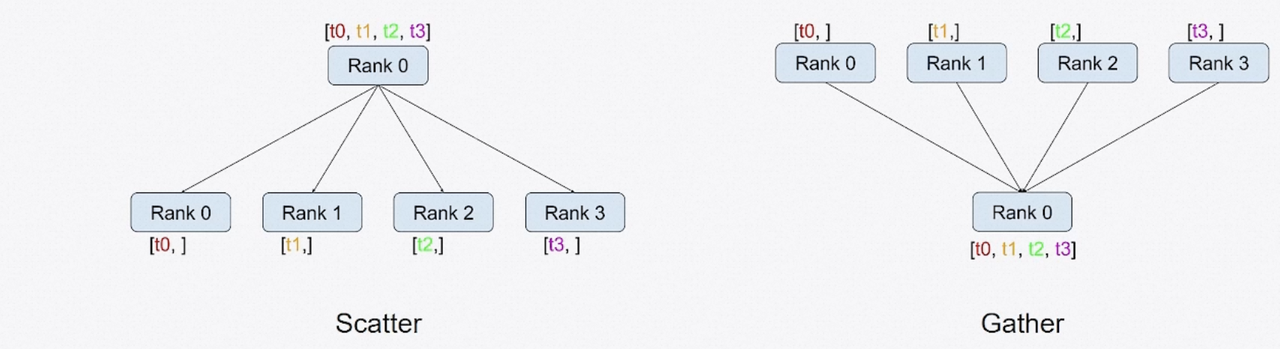 [t0, t1, t2, t3]
Rank 0
Rank 0
Rank 1
Rank 2
Rank 3
[t0, ]
[t1,]
[t2,]
[t3, ]
Scatter
[t0, ]
[t1,]
[t2,]
[t3, ]
Rank 0
Rank 1
Rank 2
Rank 3
Rank 0
[t0, t1, t2, t3]
Gather